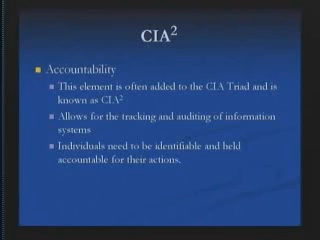 CIA²
Accountability
This element is often added to the CIA Triad and is
known as CIA²
Allows for the tracking and auditing of information
systems
Individuals need to be identifiable and held
accountable for their actions.